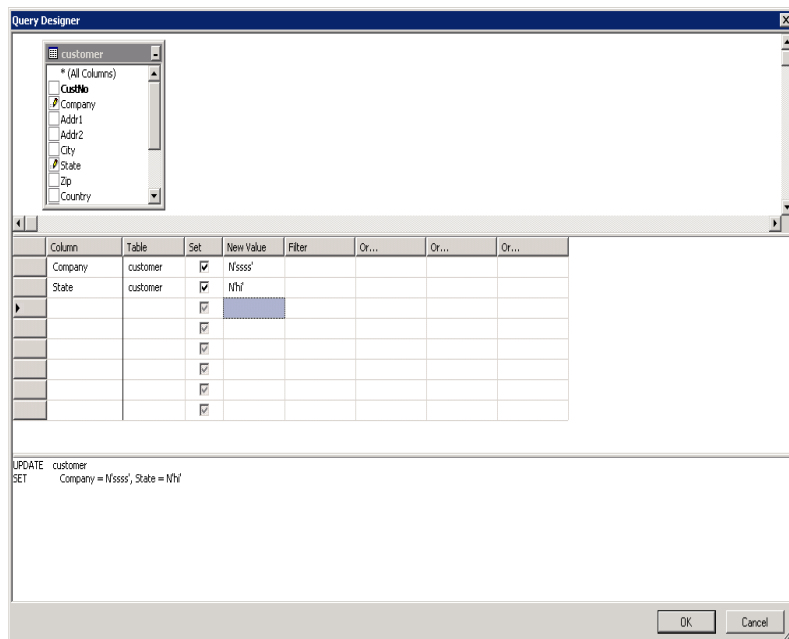 Query Designer
customer
* (All Columns)
CustNo
Company
Addr1
Addr2
City
State
Zip
Country
Column Table Set New Value Filter Or... Or... Or...
Company customer N'ssss'
State customer N'hi'
UPDATE customer
SET Company = N'ssss', State = N'hi'
OK Cancel